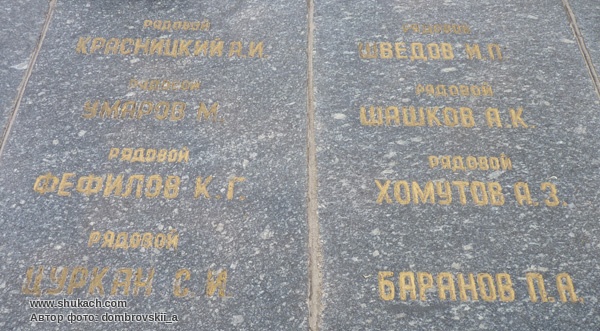 РЯДОВОЙ
КРАСНИЦКИЙ В.И.
РЯДОВОЙ
УМАРОВ М.
РЯДОВОЙ
ФЕФИЛОВ К.Г.
РЯДОВОЙ
ЦУРКАН С.И.
РЯДОВОЙ
ШВЕДОВ М.П.
РЯДОВОЙ
ШАШКОВ А.К.
РЯДОВОЙ
ХОМУТОВ А.З.
БАРАНОВ П.А.
www.shukach.com
Автор фото: dombrovskii_a